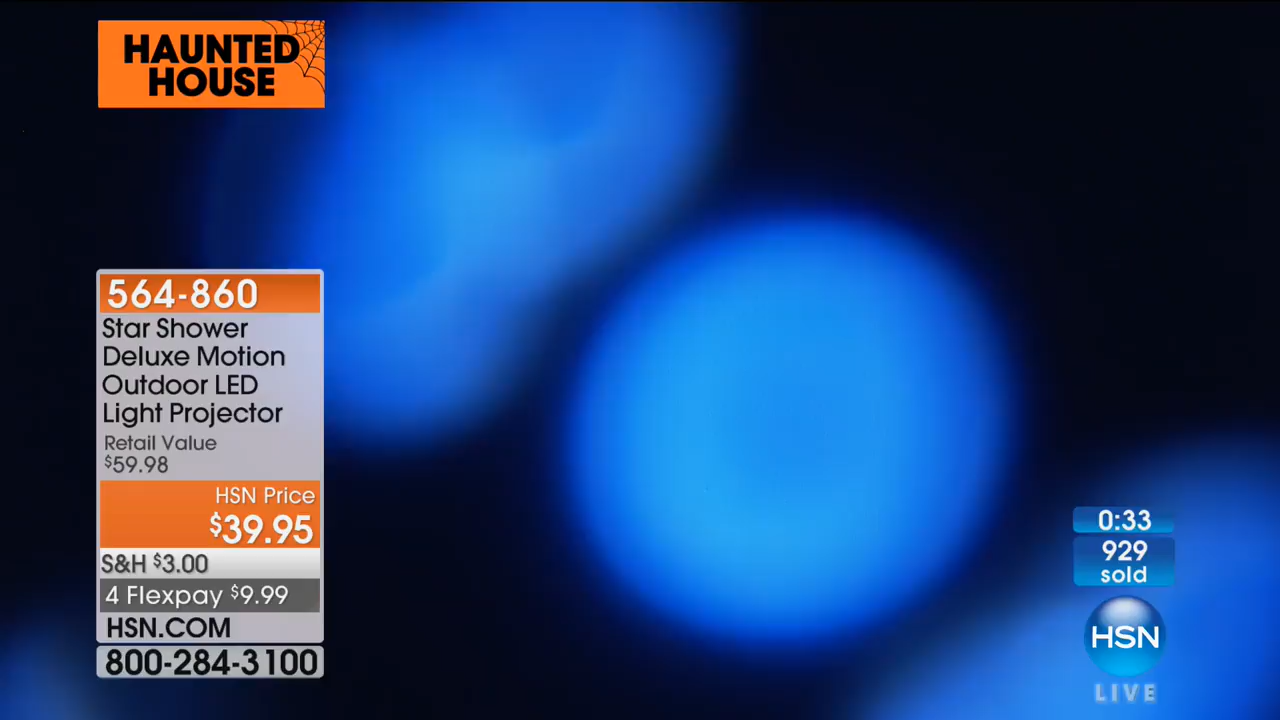 HAUNTED
HOUSE
564-860
Star Shower
Deluxe Motion
Outdoor LED
Light Projector
Retail Value
$59.98
HSN Price
$39.95
S&H $3.00
4 Flexpay $9.99
HSN.COM
800-284-3100
0:33
929
sold
HSN
LIVE